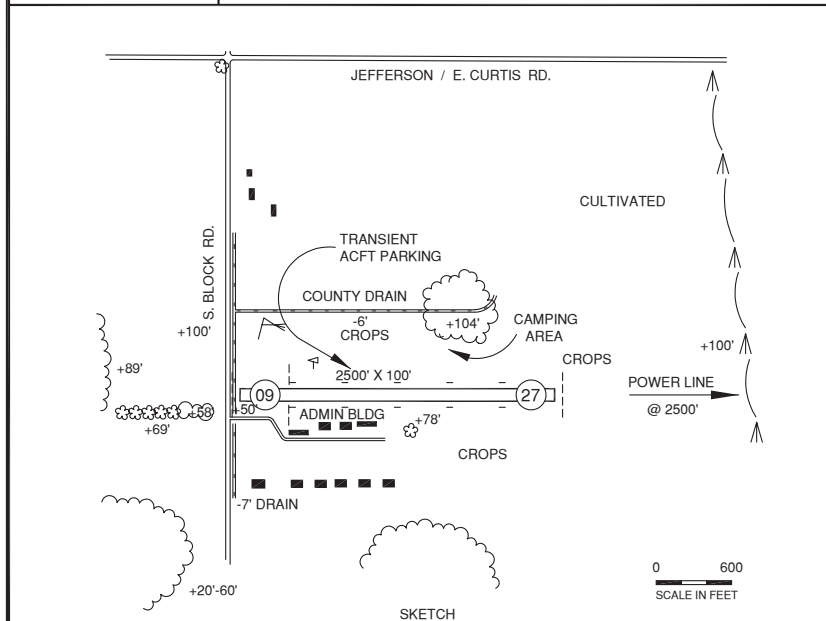 JEFFERSON / E. CURTIS RD.
CULTIVATED
TRANSIENT
ACFT PARKING
S. BLOCK RD.
COUNTY DRAIN
-6'
CROPS
+104'
CAMPING
AREA
+100'
+100'
+89'
CROPS
2500' X 100'
POWER LINE
@ 2500'
09
27
+58'
+50'
ADMIN BLDG
+78'
+69'
CROPS
-7' DRAIN
0 600
SCALE IN FEET
+20'-60'
SKETCH